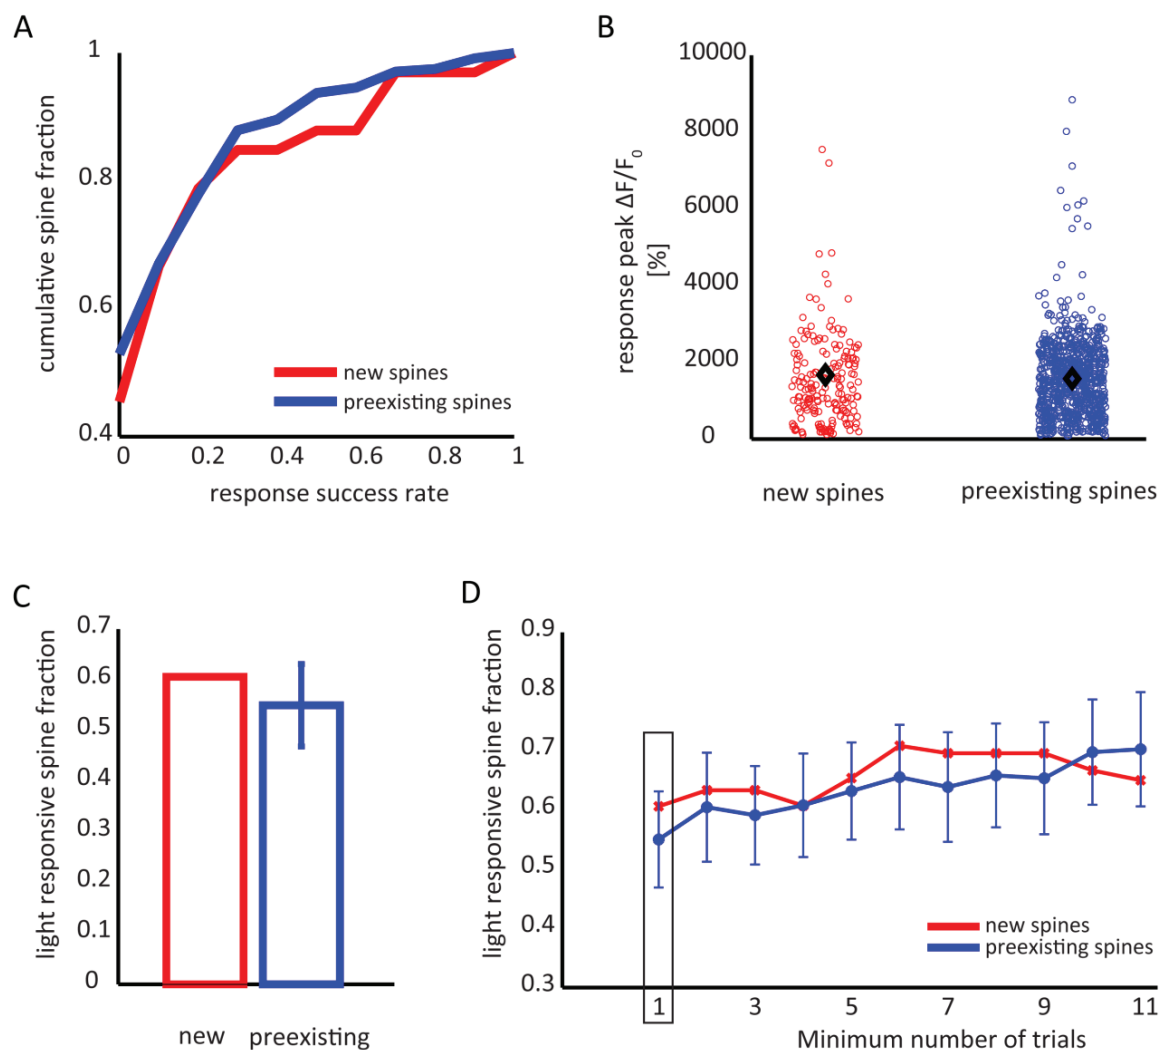 A
1
0.8
0.6
0.4
cumulative spine fraction
new spines
preexisting spines
0 0.2 0.4 0.6 0.8 1
response success rate
B
10000
8000
6000
4000
2000
0
response peak ΔF/F0
[%]
new spines preexisting spines
C
0.7
0.6
0.5
0.4
0.3
0.2
0.1
0
light responsive spine fraction
new preexisting
D
0.9
0.8
0.7
0.6
0.5
0.4
0.3
light responsive spine fraction
new spines
preexisting spines
1 3 5 7 9 11
Minimum number of trials